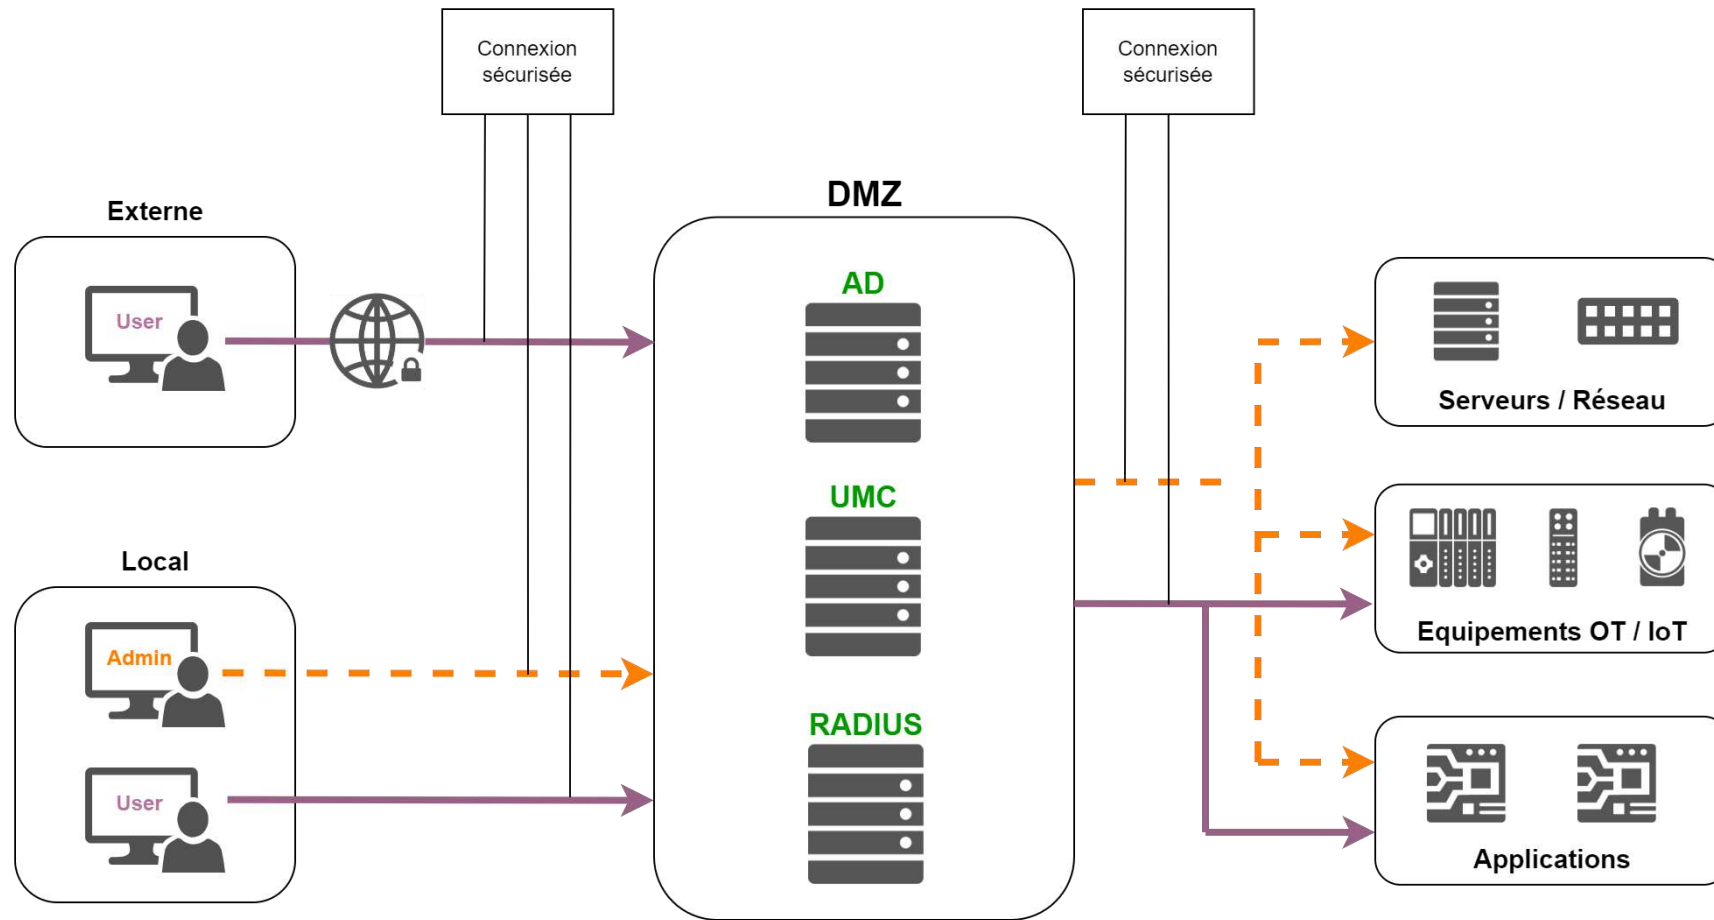 Connexion
sécurisée
Connexion
sécurisée
DMZ
Externe
User
AD
Serveurs / Réseau
UMC
Local
Equipements OT / IoT
Admin
RADIUS
User
Applications